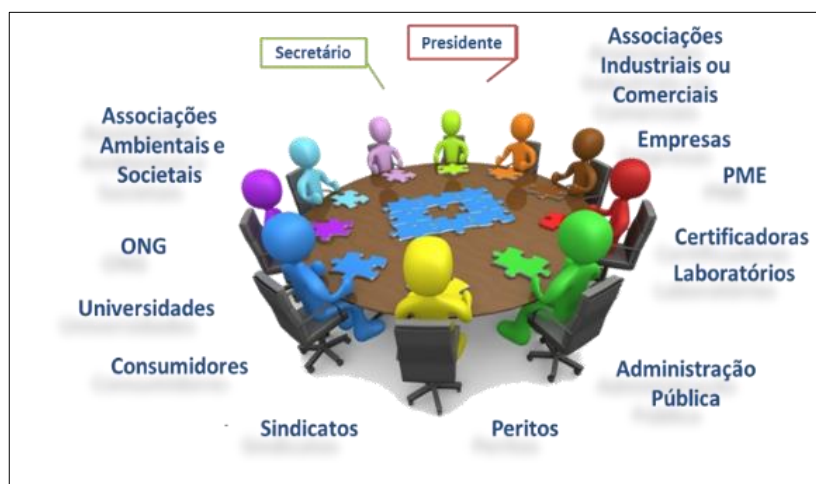 Secretário
Presidente
Associações
Industriais ou
Comerciais
Empresas
PME
Certificadoras
Laboratórios
Administração
Pública
Peritos
Sindicatos
Consumidores
Universidades
ONG
Associações
Ambientais e
Societais